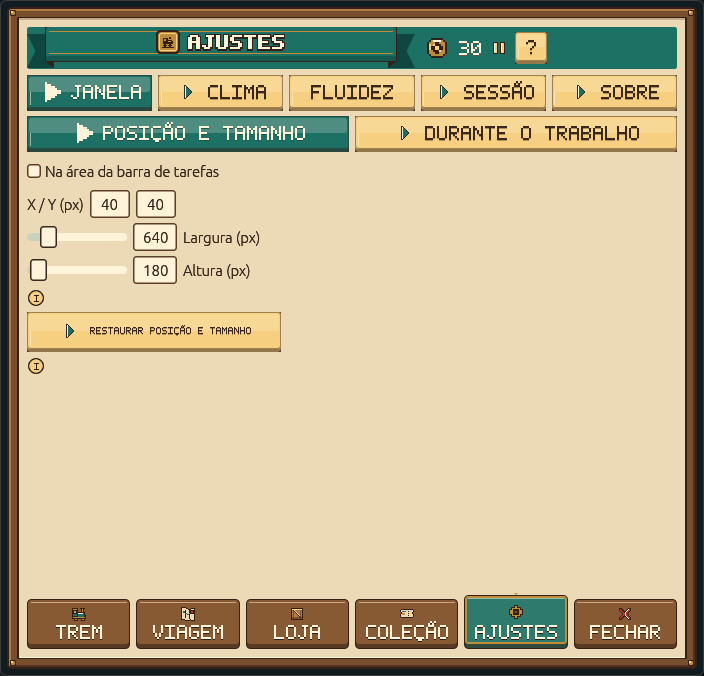 AJUSTES
30
?
JANELA
CLIMA
FLUIDEZ
SESSÃO
SOBRE
POSIÇÃO E TAMANHO
DURANTE O TRABALHO
Na área da barra de tarefas
X / Y (px) 40 40
640 Largura (px)
180 Altura (px)
I
RESTAURAR POSIÇÃO E TAMANHO
I
TREM
VIAGEM
LOJA
COLEÇÃO
AJUSTES
FECHAR